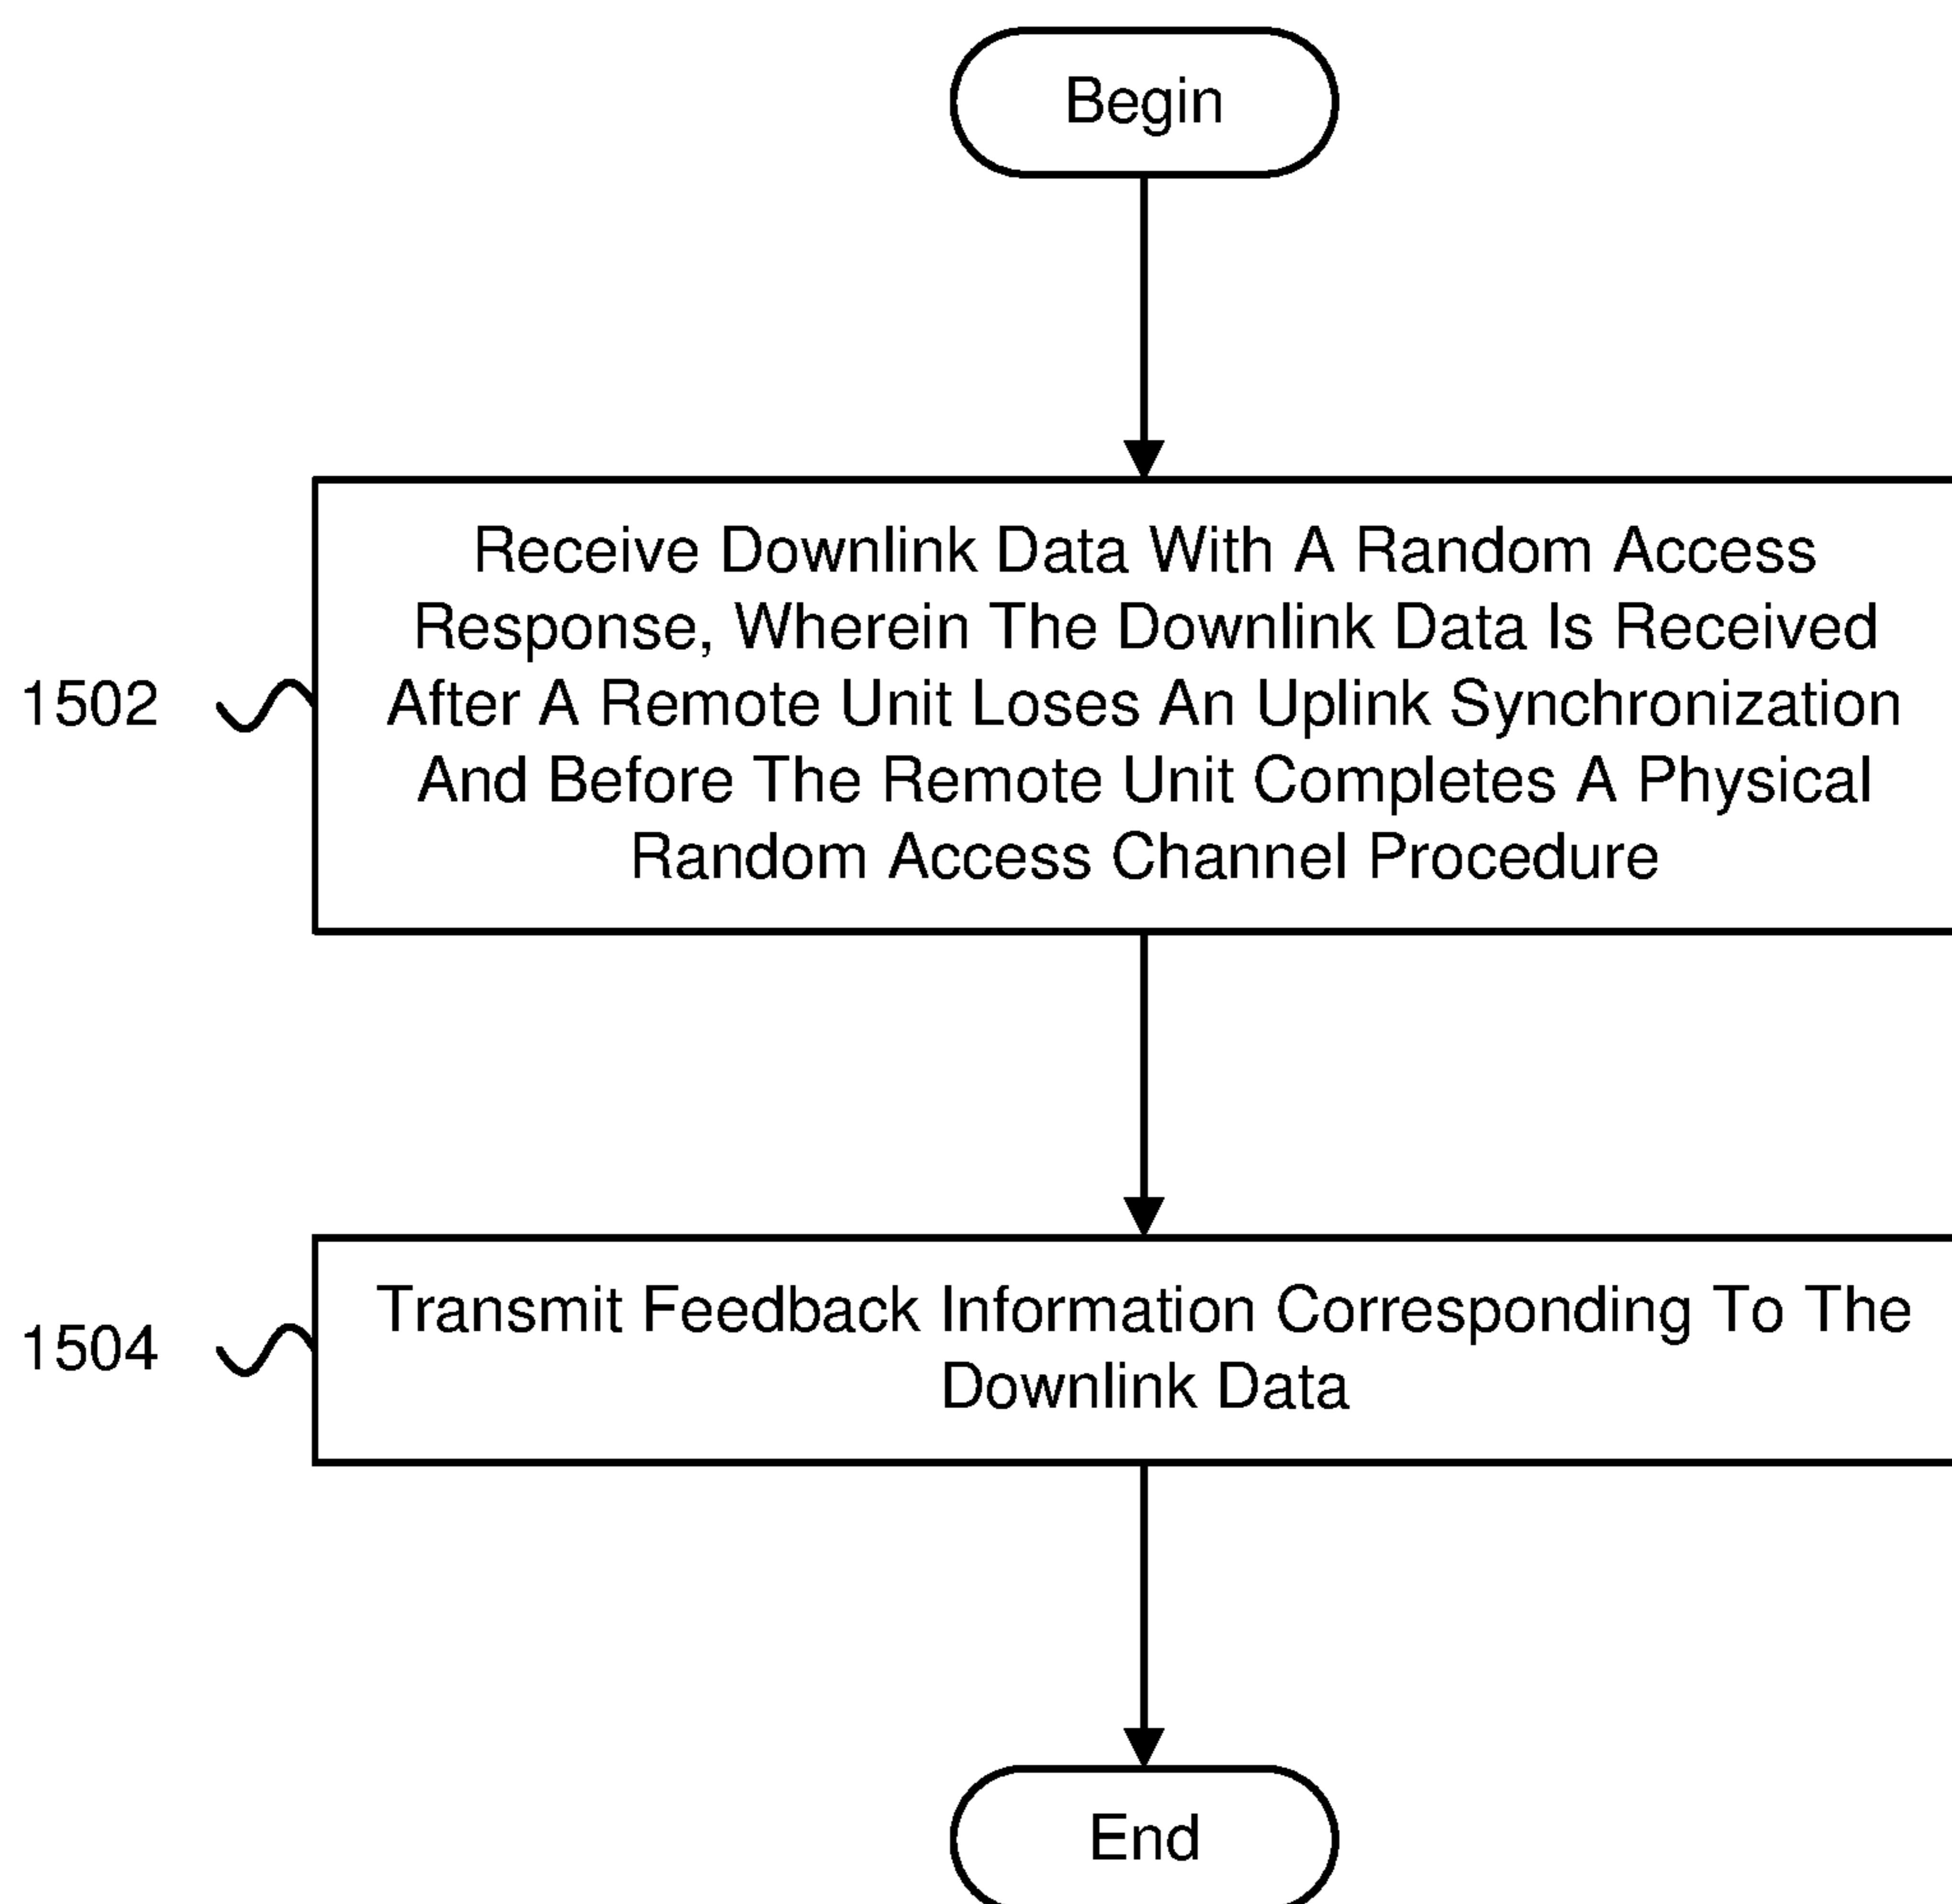 Begin
Receive Downlink Data With A Random Access
Response, Wherein The Downlink Data Is Received
1502
After A Remote Unit Loses An Uplink Synchronization
And Before The Remote Unit Completes A Physical
Random Access Channel Procedure
1504
Transmit Feedback Information Corresponding To The
Downlink Data
End